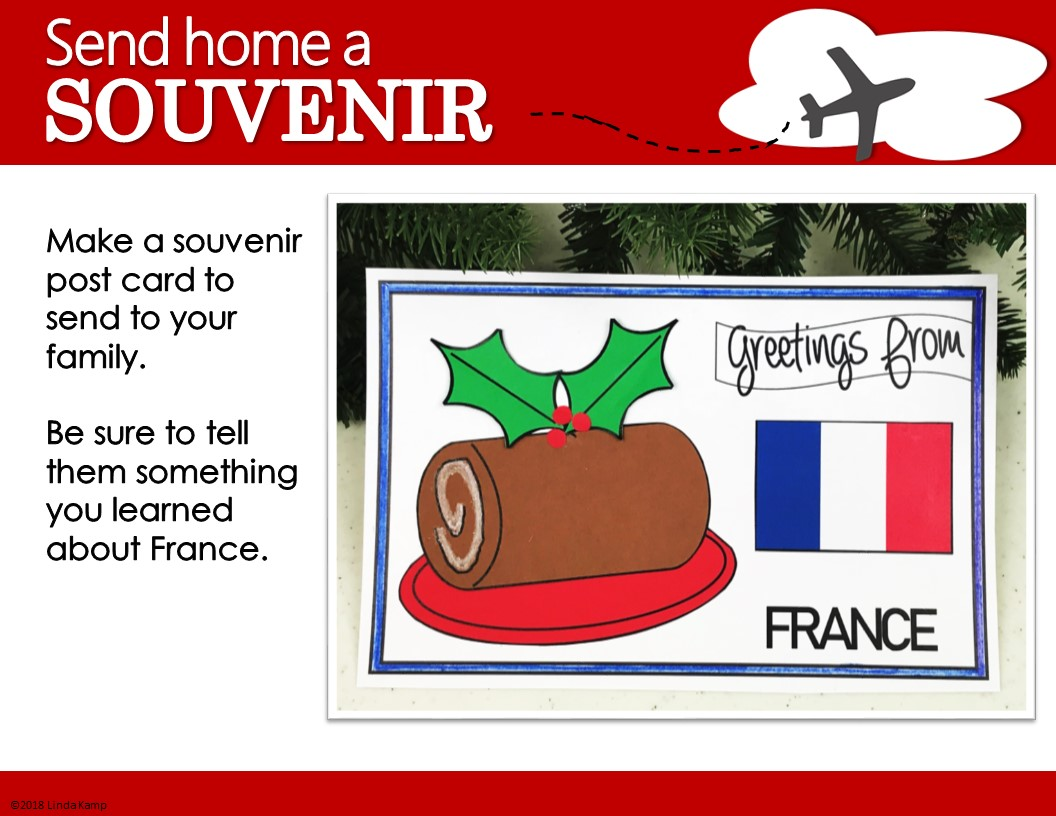 Send home a
SOUVENIR
Make a souvenir
post card to
send to your
family.
Be sure to tell
them something
you learned
about France.
Greetings from
FRANCE
©2018 Linda Kamp